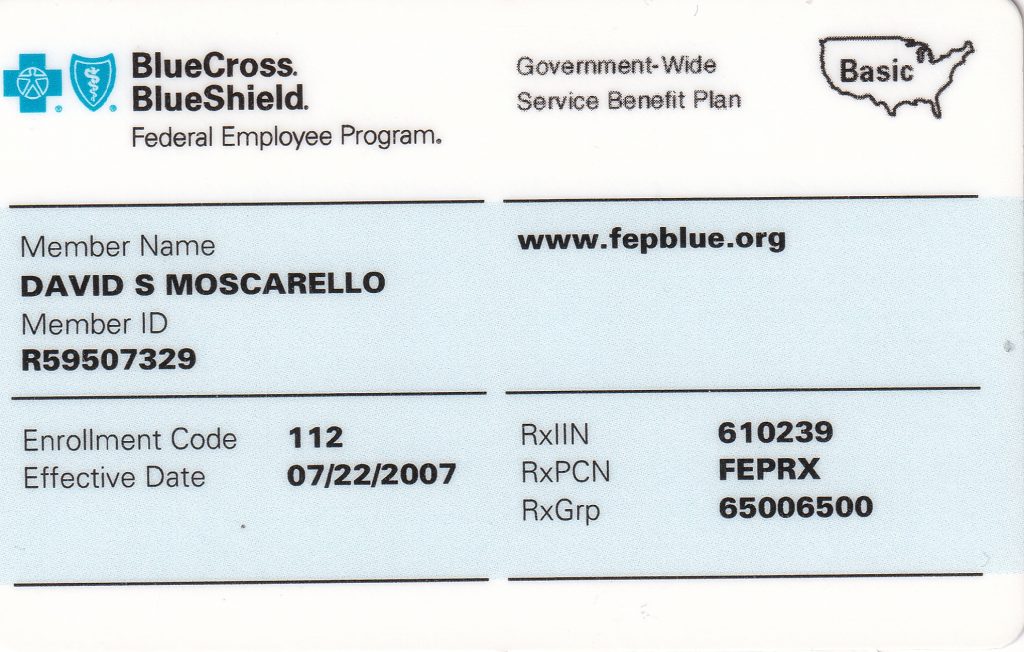 BlueCross.
BlueShield.
Federal Employee Program.
Government-Wide
Service Benefit Plan
Basic
Member Name
DAVID S MOSCARELLO
Member ID
R59507329
www.fepblue.org
Enrollment Code 112
Effective Date 07/22/2007
RxIIN 610239
RxPCN FEPRX
RxGrp 65006500